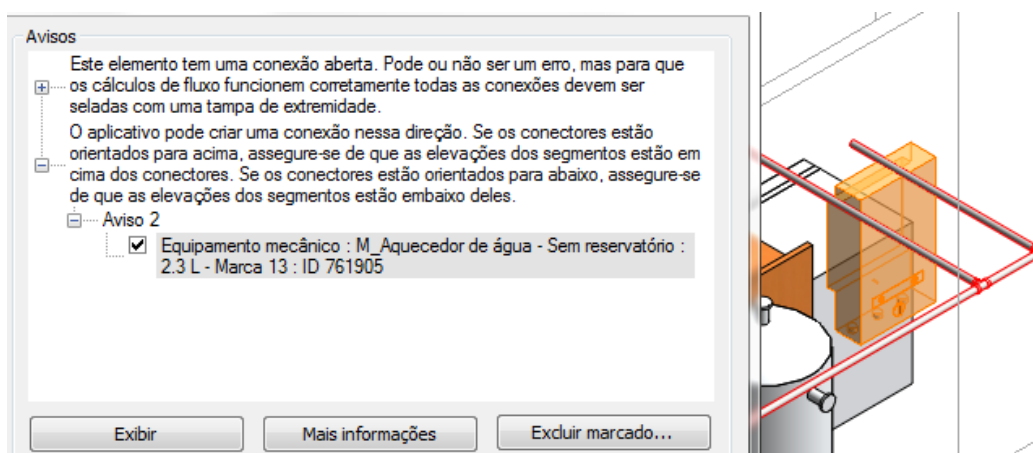 Avisos
Este elemento tem uma conexão aberta. Pode ou não ser um erro, mas para que
os cálculos de fluxo funcionem corretamente todas as conexões devem ser
seladas com uma tampa de extremidade.
O aplicativo pode criar uma conexão nessa direção. Se os conectores estão
orientados para acima, assegure-se de que as elevações dos segmentos estão em
cima dos conectores. Se os conectores estão orientados para abaixo, assegure-se
de que as elevações dos segmentos estão embaixo deles.
Aviso 2
Equipamento mecânico : M_Aquecedor de água - Sem reservatório :
2.3 L - Marca 13 : ID 761905
Exibir
Mais informações
Excluir marcado...